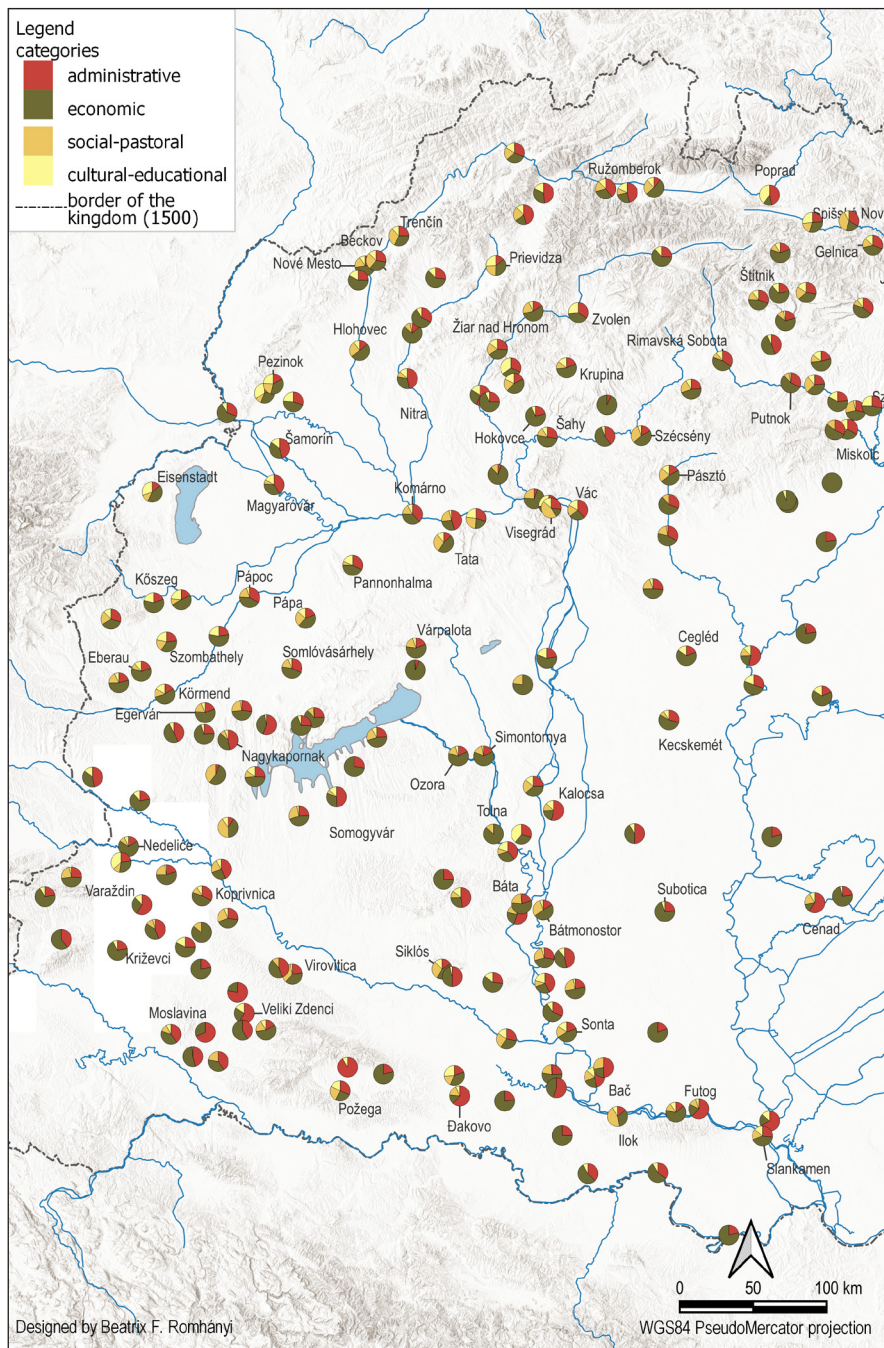 Legend
categories
administrative
economic
social-pastoral
cultural-educational
border of the
kingdom (1500)
Ružomberok
Poprad
Trenčín
Spišská Nov
Beckov
Nové Mesto
Prievidza
Gelnica
Štítnik
Hlohovec
Žiar nad Hronom
Zvolen
Rimavská Sobota
Pezinok
Krupina
Nitra
Putnok
Sz
Hokovce
Šahy
Szécsény
Miskolc
Šamorín
Pásztó
Eisenstadt
Magyaróvár
Komárno
Vác
Visegrád
Tata
Pannonhalma
Kőszeg
Pápoc
Pápa
Várpalota
Szombathely
Somlóvásárhely
Cegléd
Eberau
Körmend
Egervár
Kecskemét
Nagykapornak
Simontornya
Ozora
Kalocsa
Somogyvár
Tolna
Nedelice
Varaždin
Koprivnica
Báta
Subotica
Cenad
Bátmonostor
Križevci
Virovitica
Siklós
Moslavina
Veliki Zdenci
Sonta
Požega
Đakovo
Bač
Futog
Ilok
Slankamen
0 50 100 km
Designed by Beatrix F. Romhányi
WGS84 PseudoMercator projection